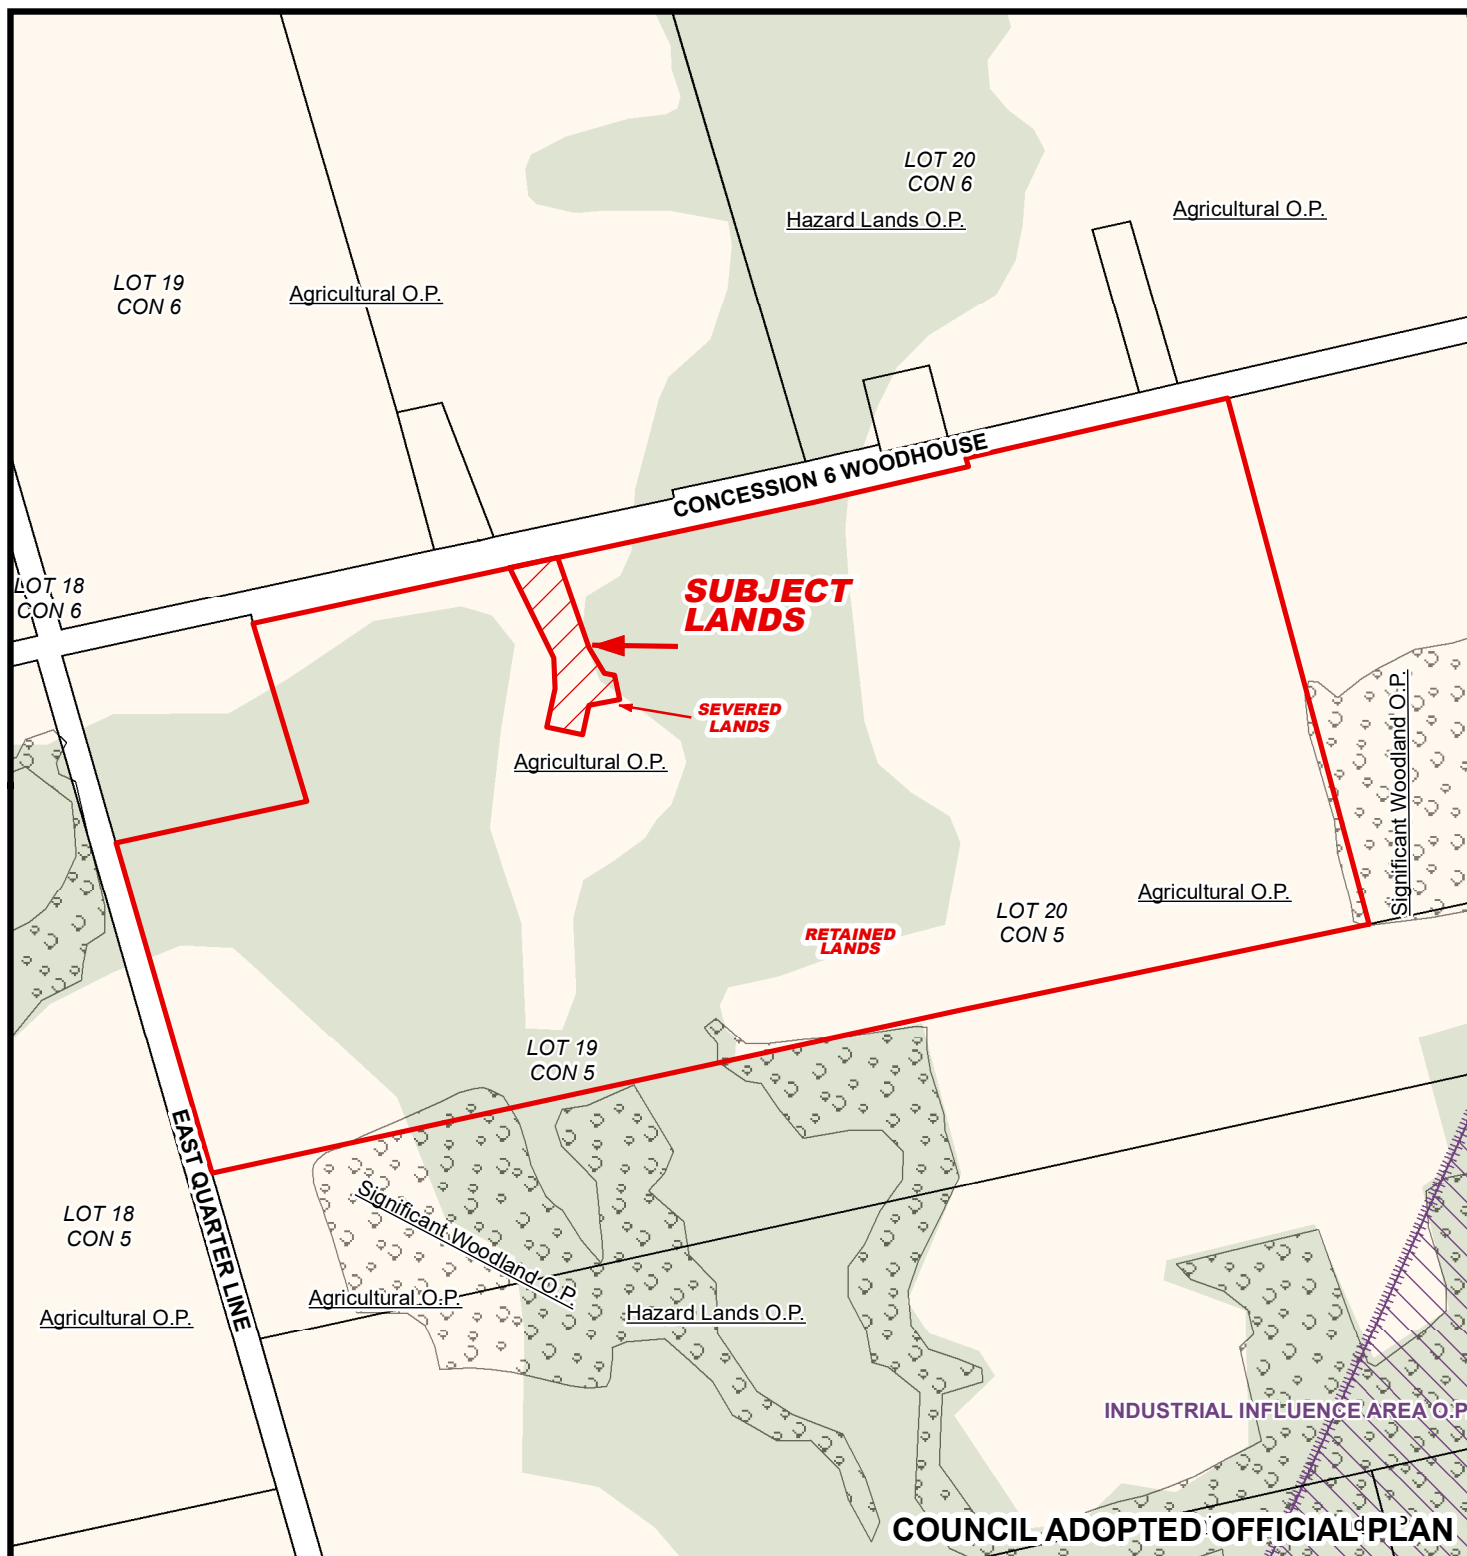 LOT 20
CON 6
Hazard Lands O.P.
Agricultural O.P.
LOT 19
CON 6
Agricultural O.P.
CONCESSION 6 WOODHOUSE
LOT 18
CON 6
SUBJECT
LANDS
SEVERED
LANDS
Agricultural O.P.
Significant Woodland O.P.
Agricultural O.P.
LOT 20
CON 5
RETAINED
LANDS
LOT 19
CON 5
EAST QUARTER LINE
Significant Woodland O.P.
LOT 18
CON 5
Agricultural O.P.
Agricultural O.P.
Hazard Lands O.P.
INDUSTRIAL INFLUENCE AREA O.P
COUNCIL ADOPTED OFFICIAL PLAN